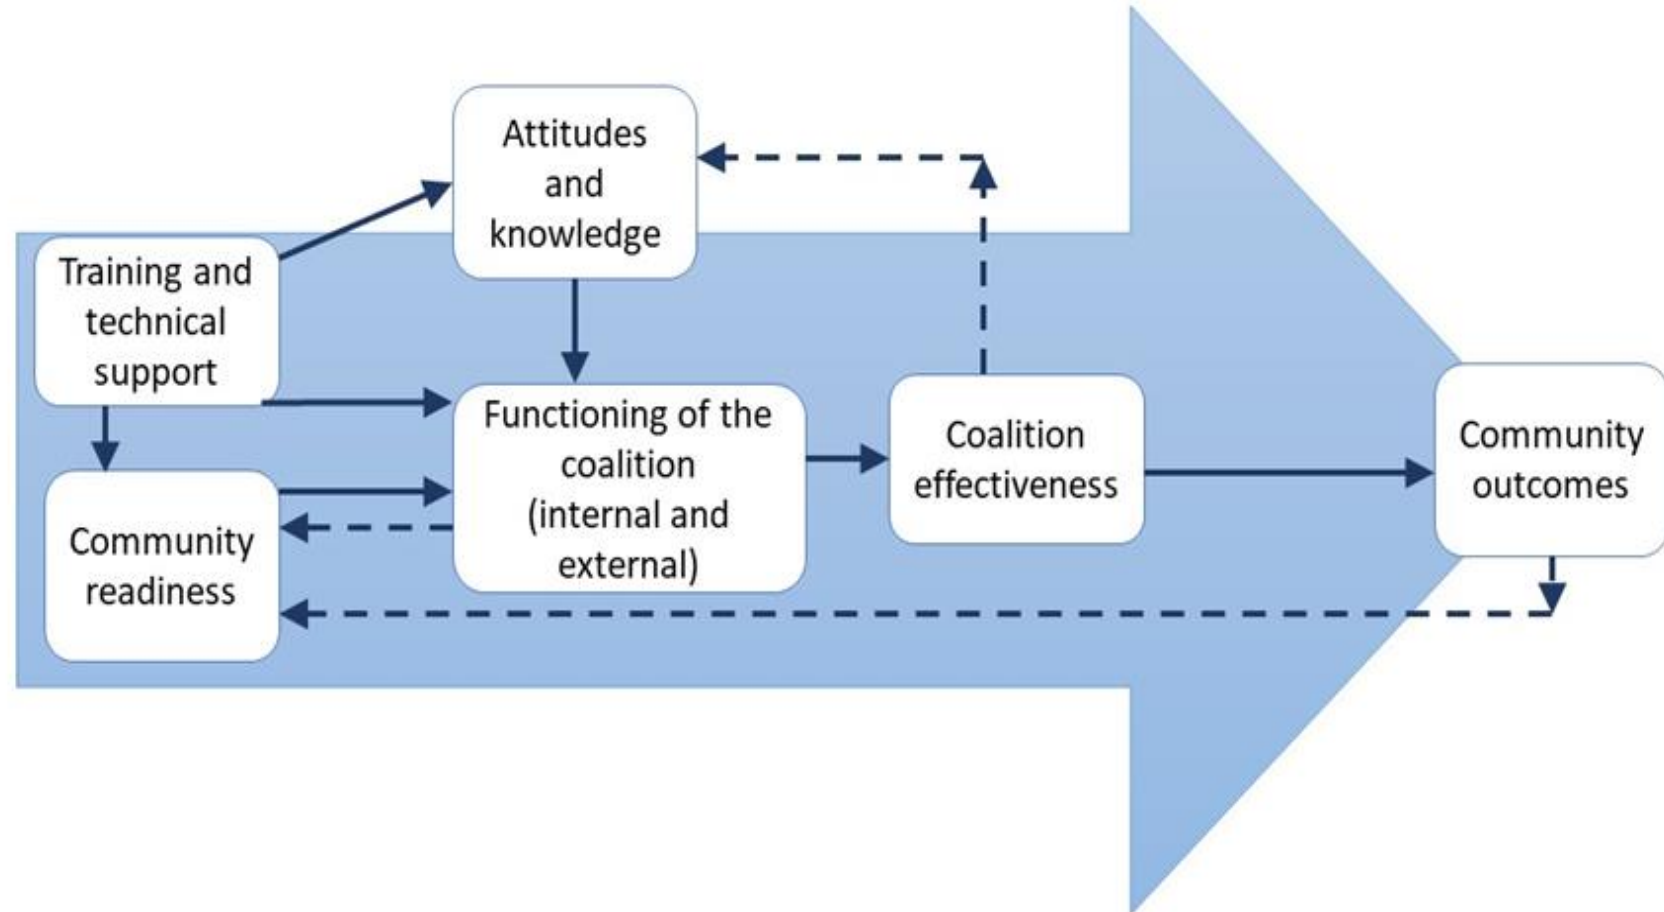 Attitudes
and
knowledge
Training and
technical
support
Functioning of the
coalition
(internal and
external)
Coalition
effectiveness
Community
outcomes
Community
readiness